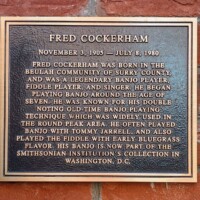 FRED COCKERHAM
NOVEMBER 3, 1905 — JULY 8, 1980
FRED COCKERHAM WAS BORN IN THE
BEULAH COMMUNITY OF SURRY COUNTY,
AND WAS A LEGENDARY BANJO PLAYER,
FIDDLE PLAYER, AND SINGER. HE BEGAN
PLAYING BANJO AROUND THE AGE OF
SEVEN. HE WAS KNOWN FOR HIS DOUBLE
NOTING OLD-TIME BANJO PLAYING
TECHNIQUE WHICH WAS WIDELY USED IN
THE ROUND PEAK AREA. HE OFTEN PLAYED
BANJO WITH TOMMY JARRELL, AND ALSO
PLAYED THE FIDDLE WITH EARLY BLUEGRASS
FLAVOR. HIS BANJO IS NOW PART OF THE
SMITHSONIAN INSTITUTION'S COLLECTION IN
WASHINGTON, D.C.